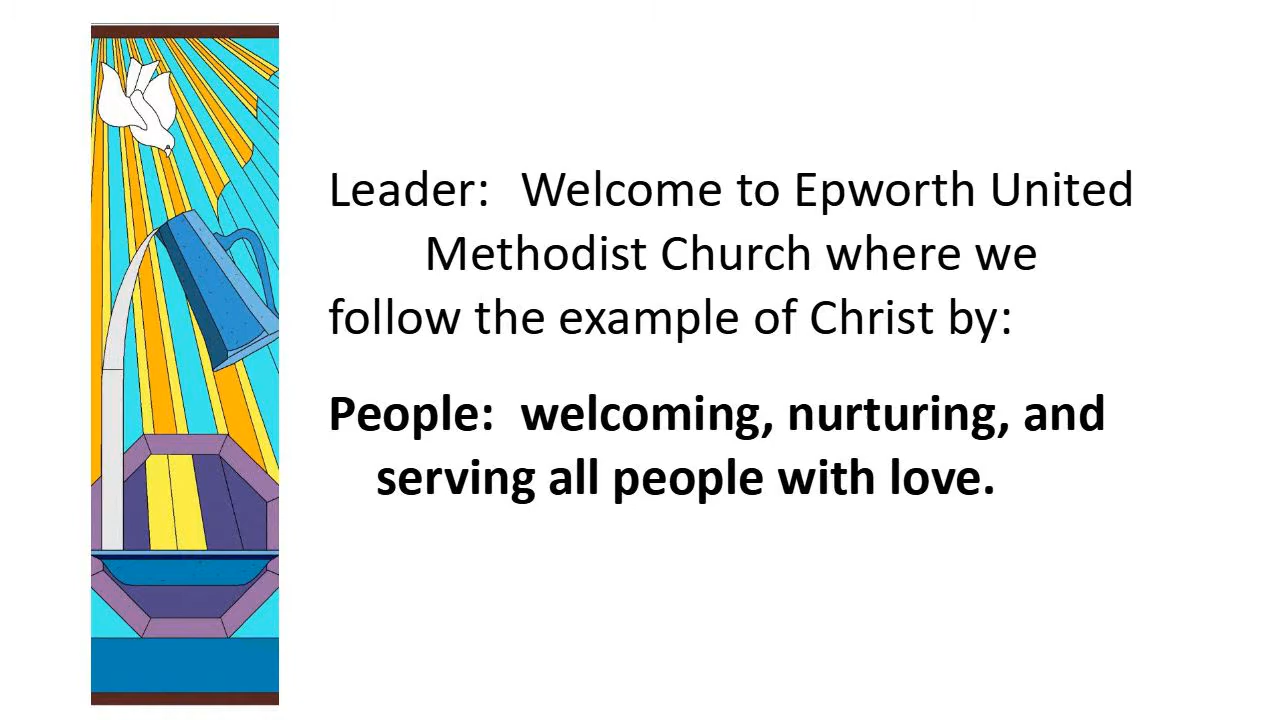 Leader: Welcome to Epworth United
Methodist Church where we
follow the example of Christ by:
People: welcoming, nurturing, and
serving all people with love.